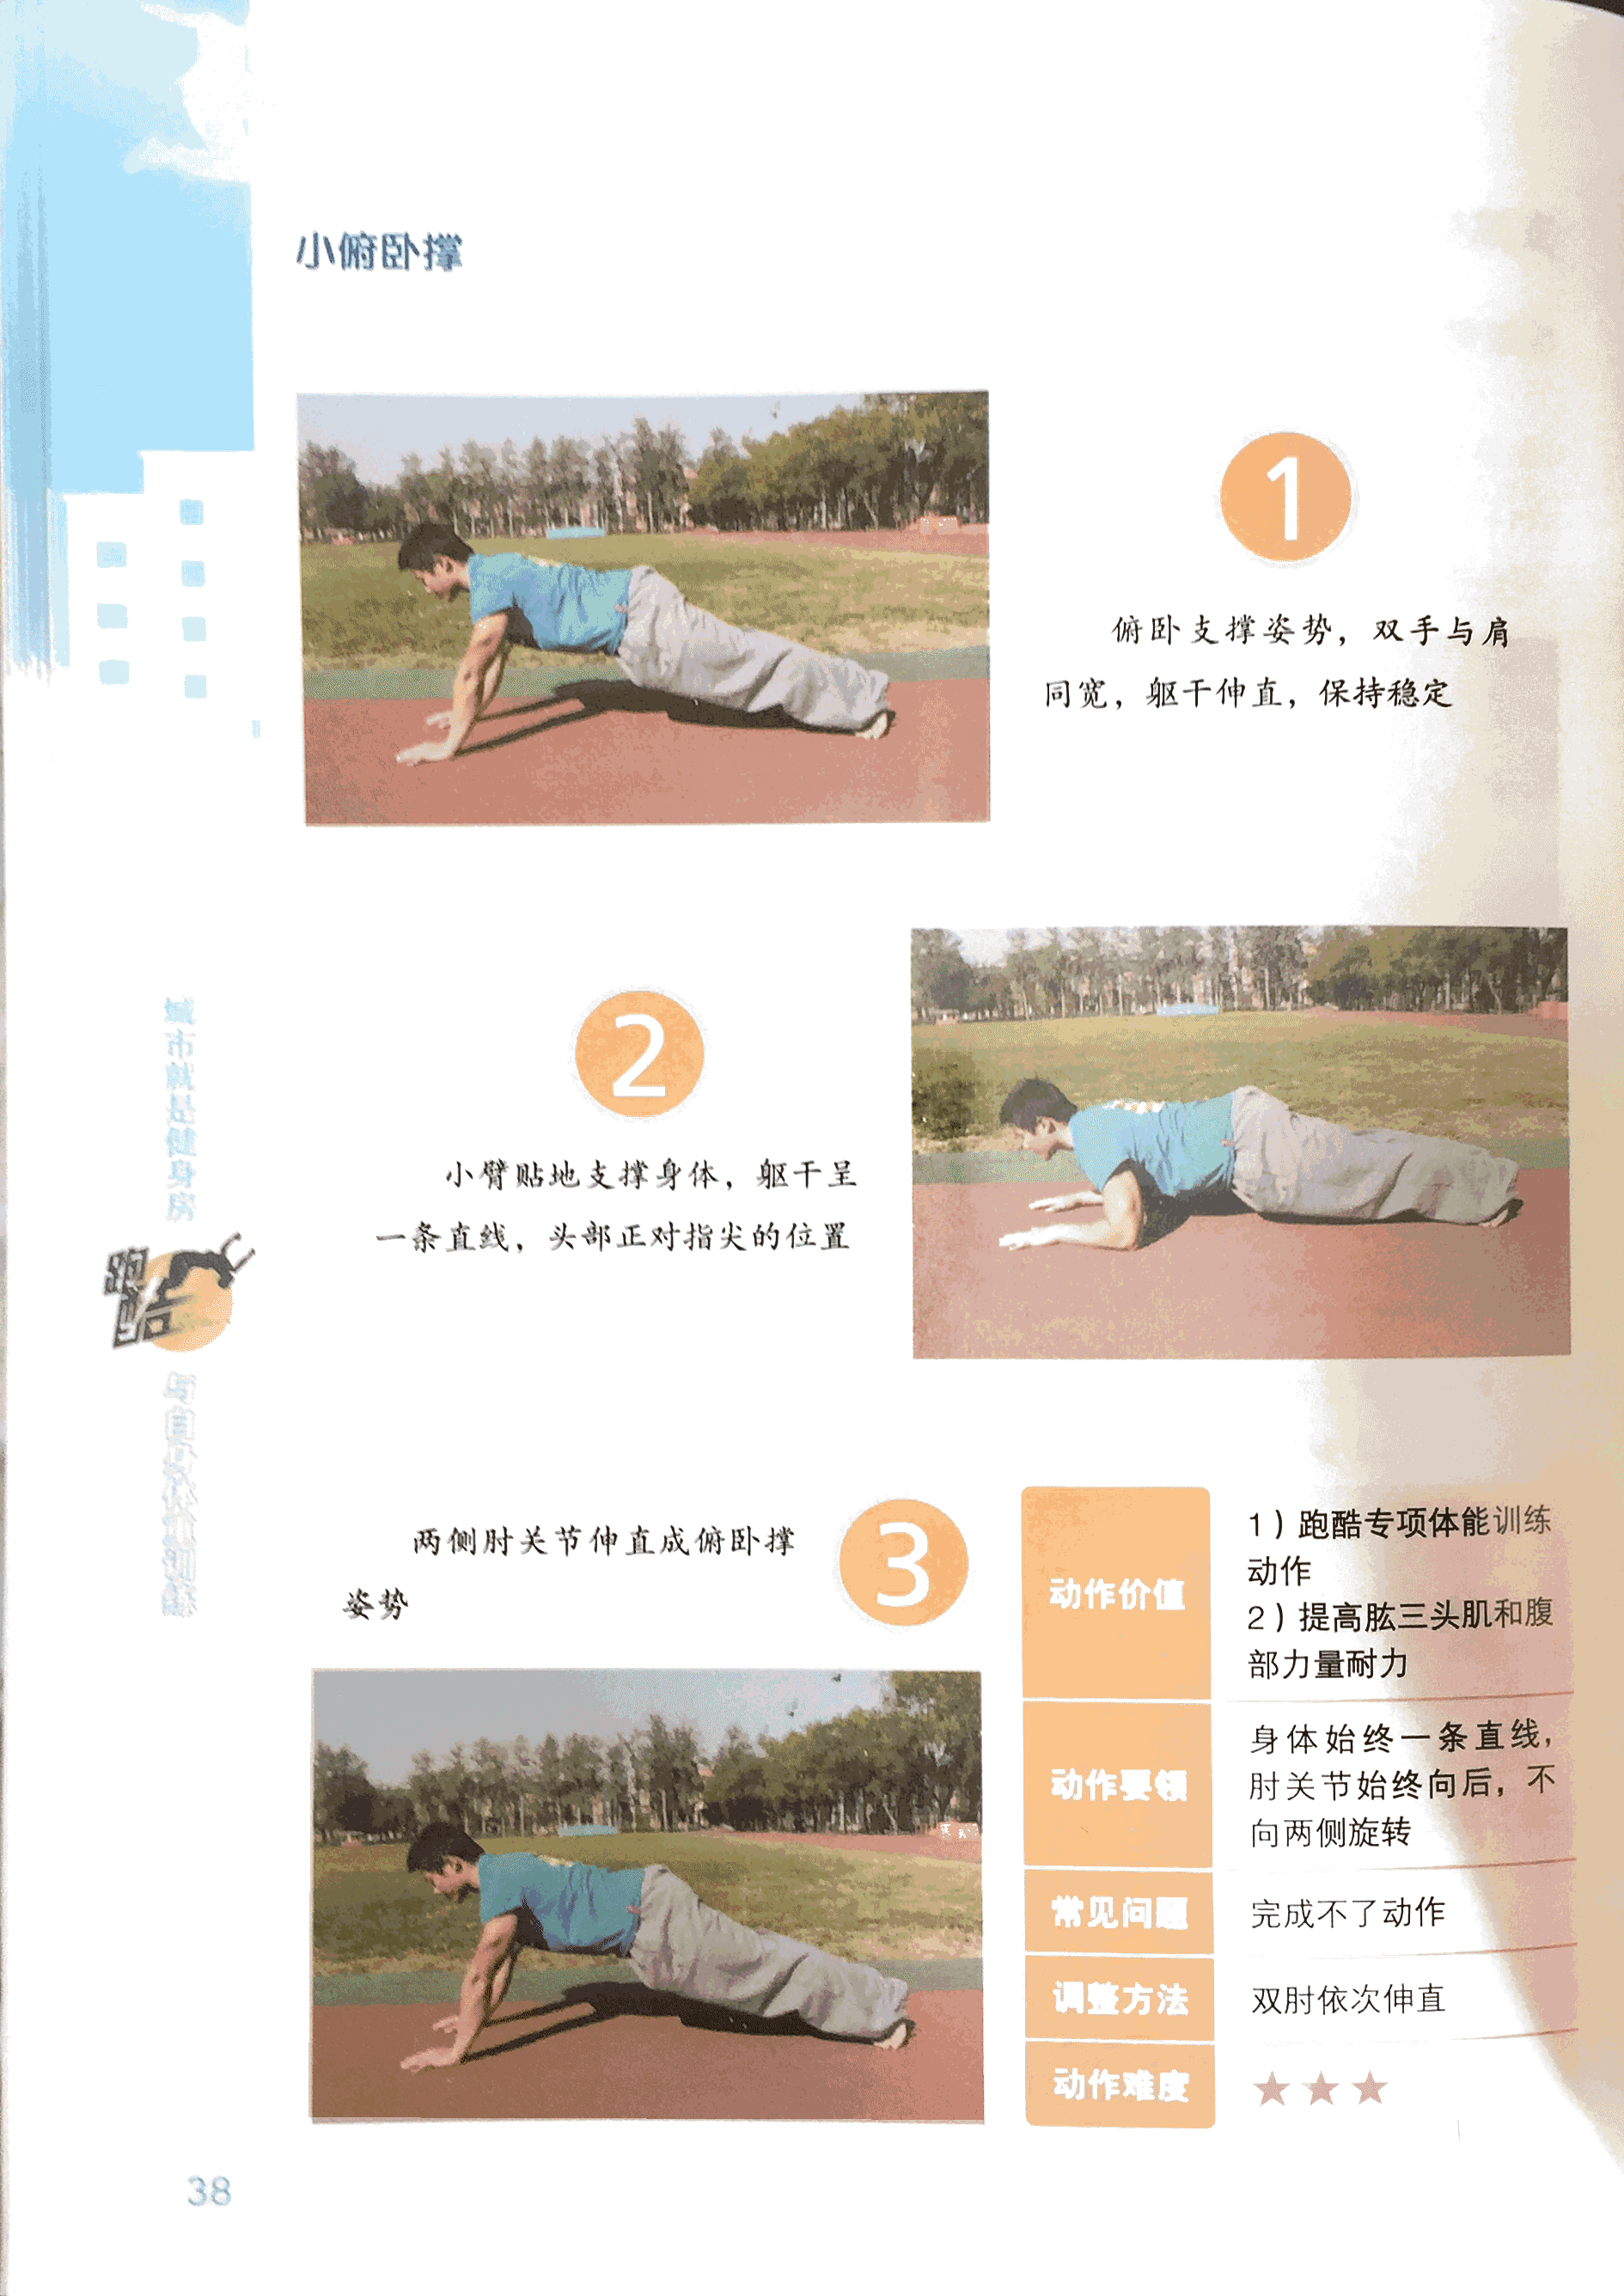 小俯卧撑
1
俯卧支撑姿势，双手与肩
同宽，躯干伸直，保持稳定
2
小臂贴地支撑身体，躯干呈
一条直线，头部正对指尖的位置
3
两侧肘关节伸直成俯卧撑
姿势
动作价值
1）跑酷专项体能训练
动作
2）提高肱三头肌和腹
部力量耐力
动作要领
身体始终一条直线，
肘关节始终向后，不
向两侧旋转
常见问题
完成不了动作
调整方法
双肘依次伸直
动作难度
★★★
城市就是健身房
跑酷
与自身体能训练
38